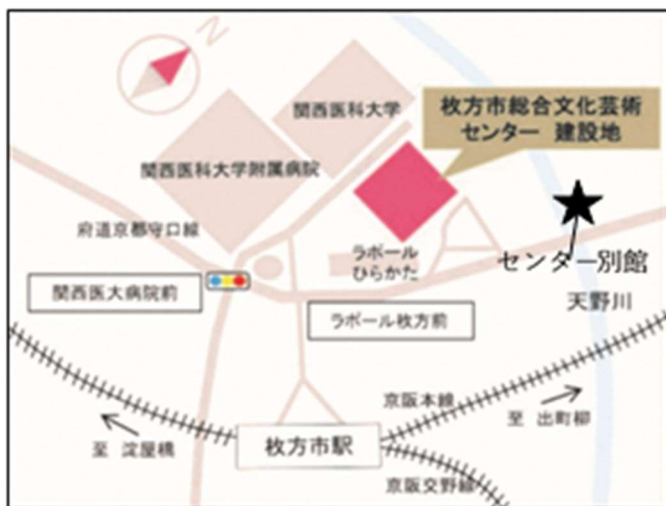 N
関西医科大学
枚方市総合文化芸術
センター 建設地
関西医科大学附属病院
府道京都守口線
ラポール
ひらかた
センター別館
関西医大病院前
天野川
ラポール枚方前
京阪本線
至 出町柳
至 淀屋橋
枚方市駅
京阪交野線